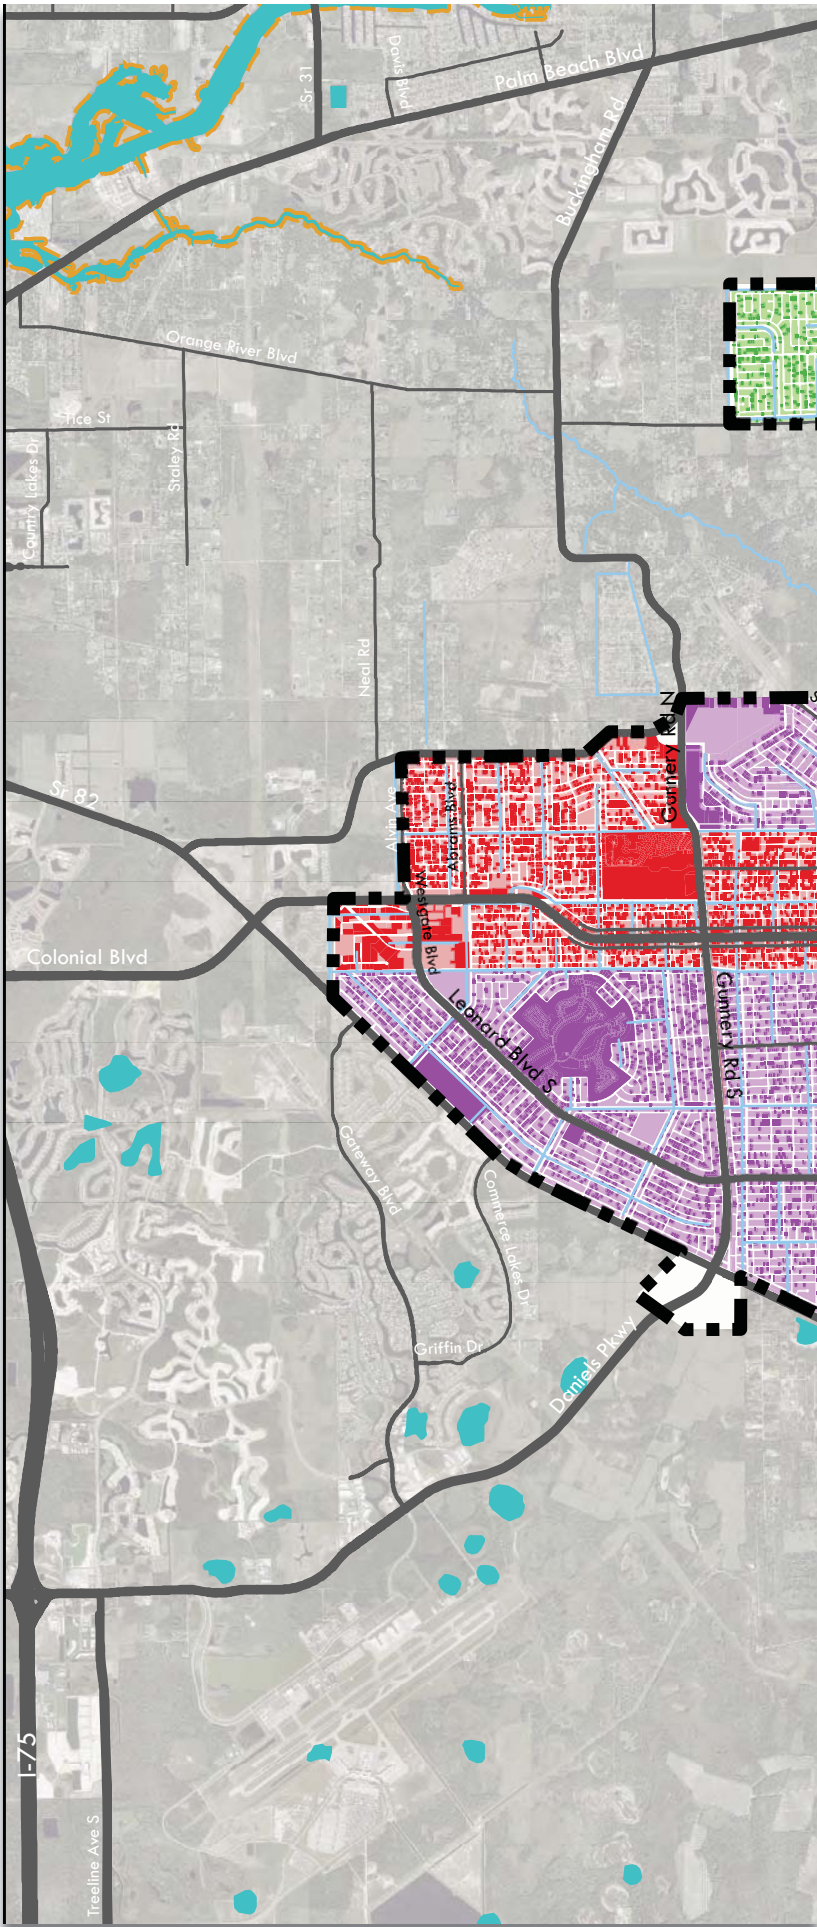 Sr 31
Davis Blvd
Palm Beach Blvd
Buckingham Rd
Orange River Blvd
Tice St
Staley Rd
Country Lakes Dr
Neal Rd
Gunnery Rd N
Sr 82
Alvin Ave
Abrams Blvd
Westgate Blvd
Colonial Blvd
Leonard Blvd S
Gunnery Rd S
Gateway Blvd
Commerce Lakes Dr
Griffin Dr
Daniels Pkwy
I-75
Treeline Ave S